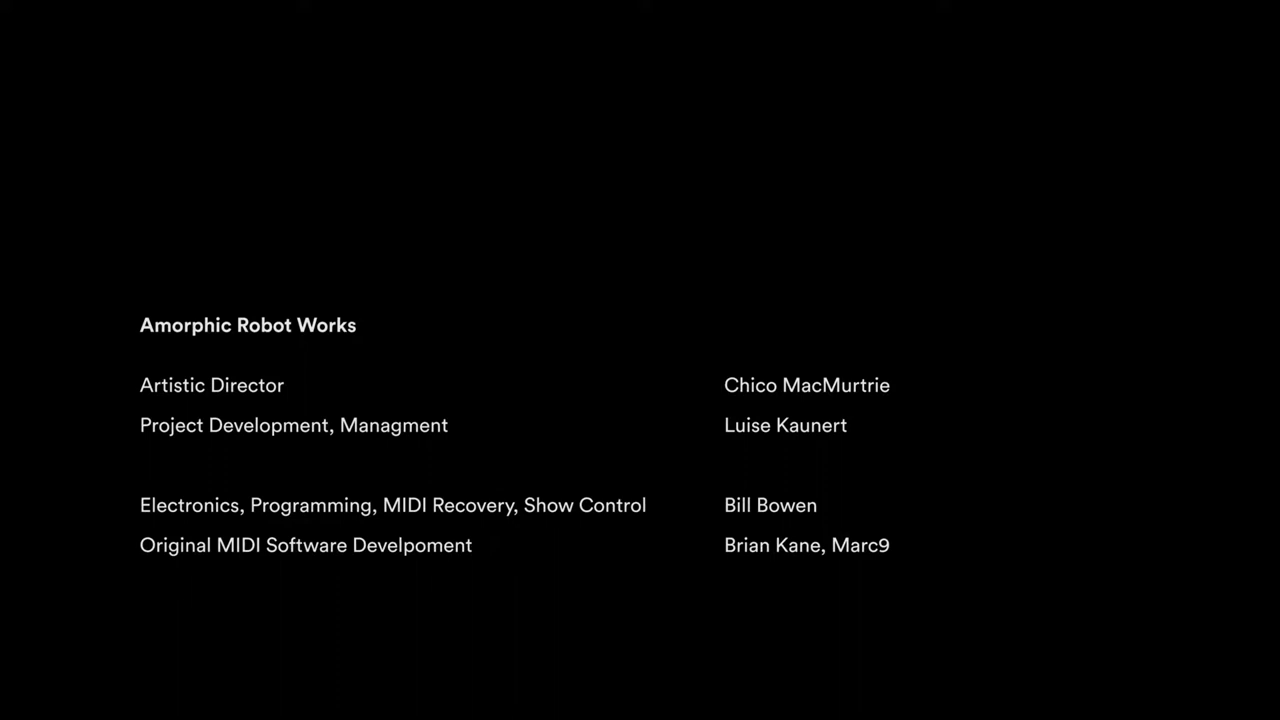 Amorphic Robot Works
Artistic Director Chico MacMurtrie
Project Development, Managment Luise Kaunert
Electronics, Programming, MIDI Recovery, Show Control Bill Bowen
Original MIDI Software Develpoment Brian Kane, Marc9